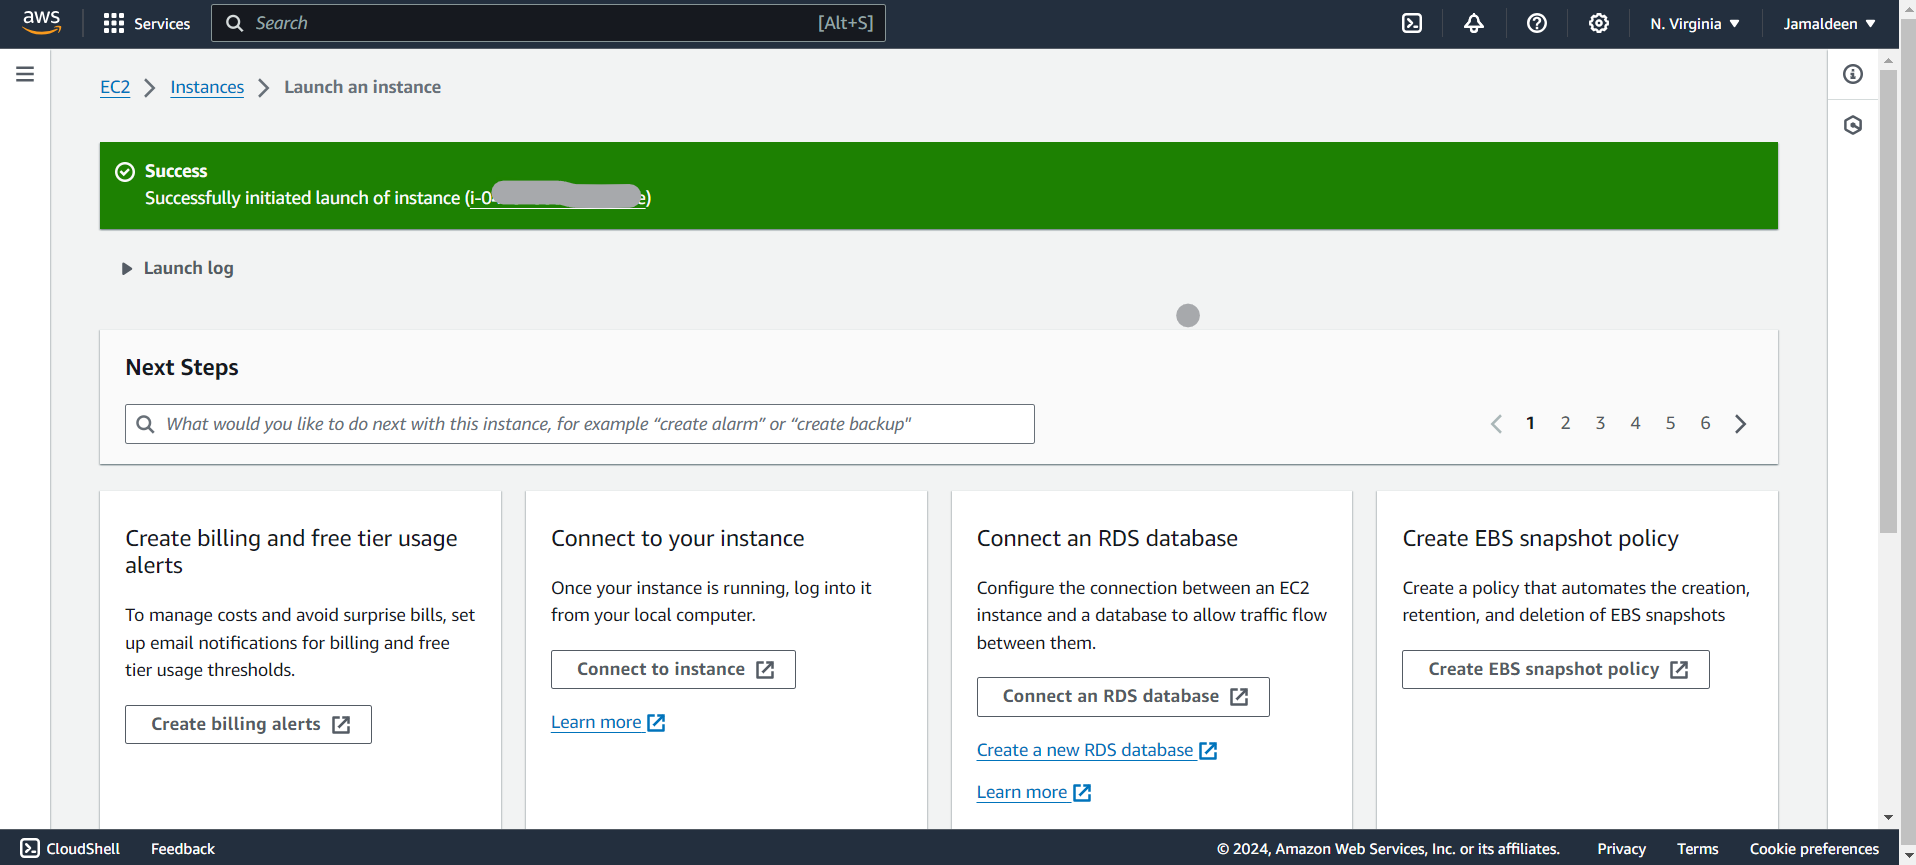 aws
Services
Search
[Alt+S]
N. Virginia
Jamaldeen
EC2
Instances
Launch an instance
Success
Successfully initiated launch of instance (i-0
e)
Launch log
Next Steps
What would you like to do next with this instance, for example “create alarm” or “create backup"
1
2
3
4
5
6
Create billing and free tier usage
alerts
To manage costs and avoid surprise bills, set
up email notifications for billing and free
tier usage thresholds.
Create billing alerts
Connect to your instance
Once your instance is running, log into it
from your local computer.
Connect to instance
Learn more
Connect an RDS database
Configure the connection between an EC2
instance and a database to allow traffic flow
between them.
Connect an RDS database
Create a new RDS database
Learn more
Create EBS snapshot policy
Create a policy that automates the creation,
retention, and deletion of EBS snapshots
Create EBS snapshot policy
CloudShell
Feedback
© 2024, Amazon Web Services, Inc. or its affiliates.
Privacy
Terms
Cookie preferences